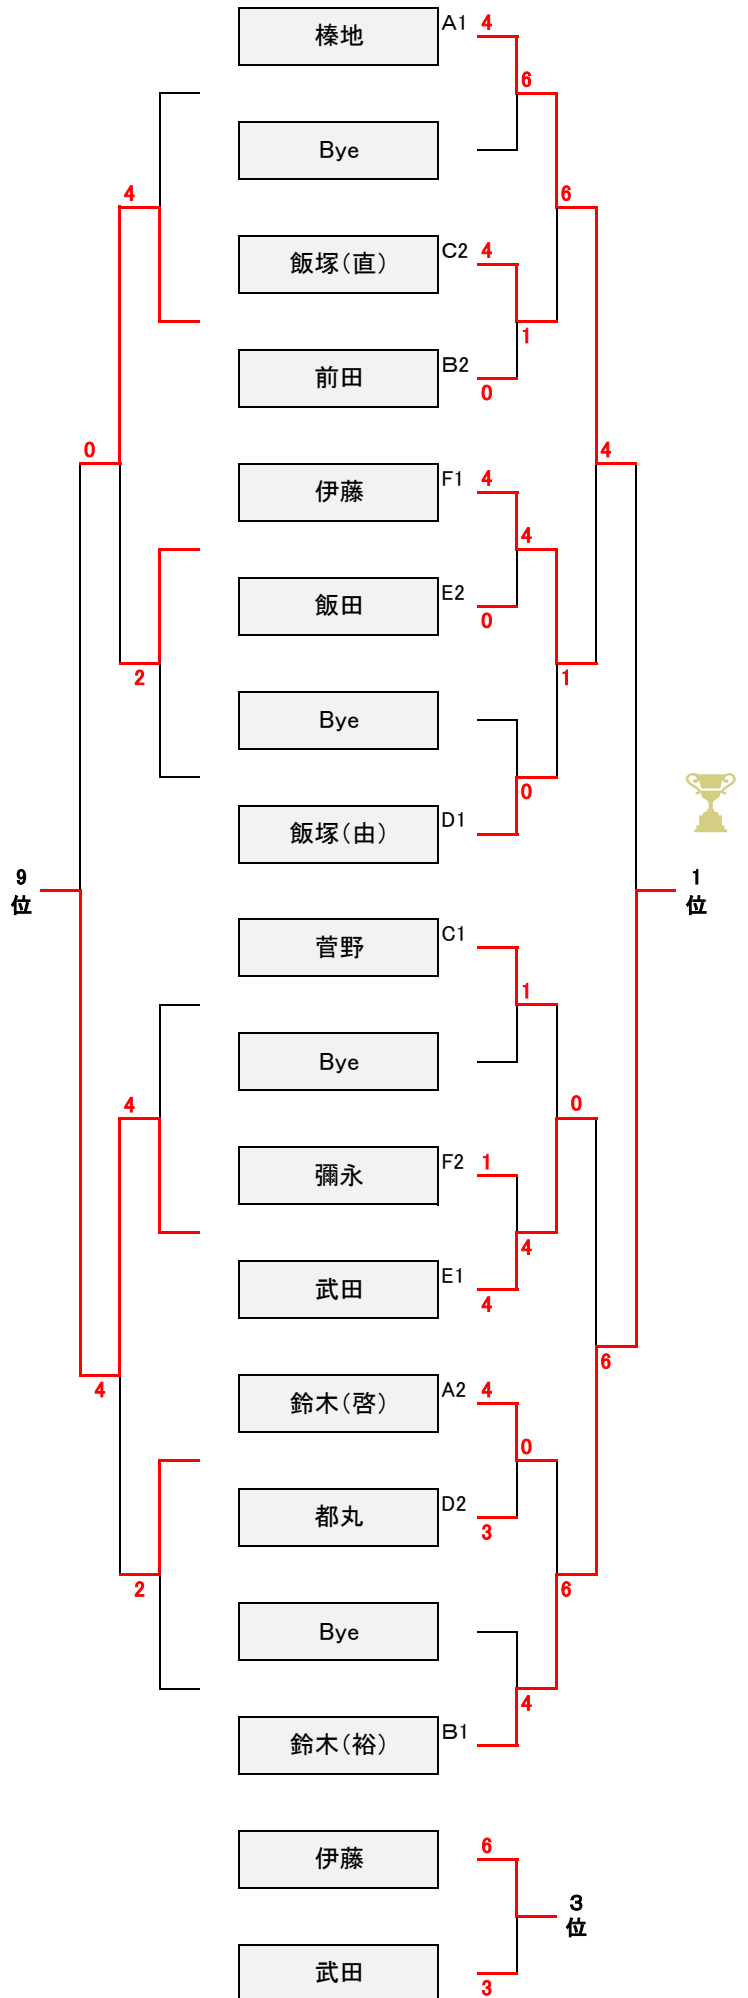 榛地 A1 4
6
Bye
4 6
飯塚（直） C2 4
1
前田 B2
0
0 4
伊藤 F1 4
4
飯田 E2
0
2 1
Bye
0
飯塚（由） D1
9位
1位
菅野 C1
1
Bye
4 0
彌永 F2 1
4
武田 E1
4
4 6
鈴木（啓） A2 4
0
都丸 D2
3
2 6
Bye
4
鈴木（裕） B1
伊藤 6
3位
武田
3